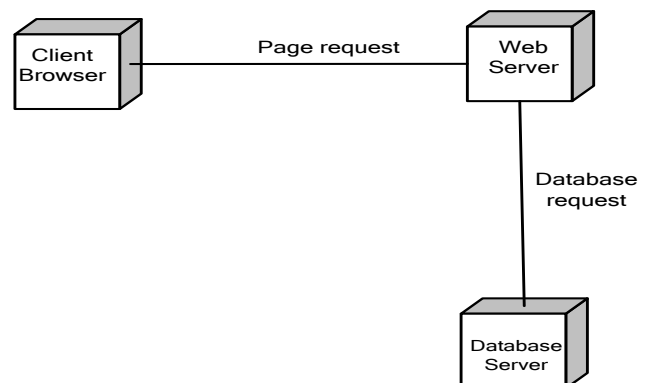 Client
Browser
Page request
Web
Server
Database
request
Database
Server